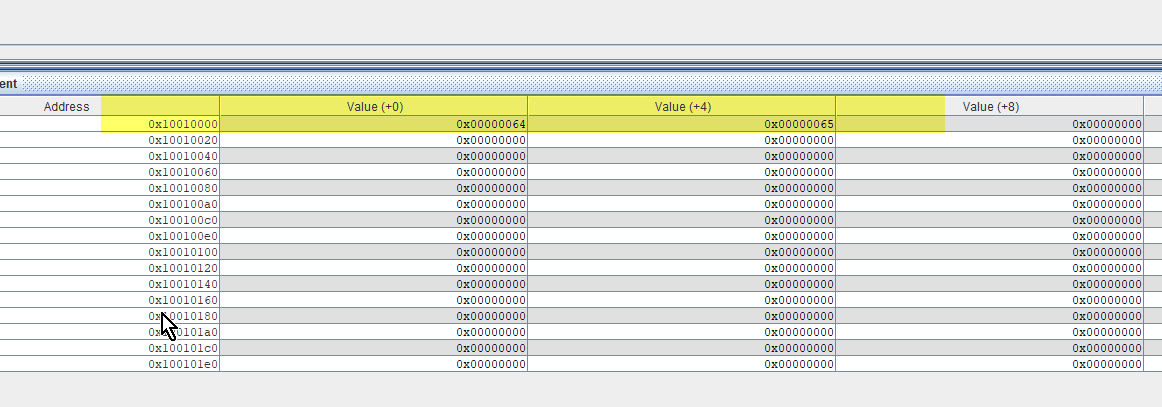 ent
Address Value (+0) Value (+4) Value (+8)
0x10010000 0x00000064 0x00000065 0x00000000
0x10010020 0x00000000 0x00000000 0x00000000
0x10010040 0x00000000 0x00000000 0x00000000
0x10010060 0x00000000 0x00000000 0x00000000
0x10010080 0x00000000 0x00000000 0x00000000
0x100100a0 0x00000000 0x00000000 0x00000000
0x100100c0 0x00000000 0x00000000 0x00000000
0x100100e0 0x00000000 0x00000000 0x00000000
0x10010100 0x00000000 0x00000000 0x00000000
0x10010120 0x00000000 0x00000000 0x00000000
0x10010140 0x00000000 0x00000000 0x00000000
0x10010160 0x00000000 0x00000000 0x00000000
0x10010180 0x00000000 0x00000000 0x00000000
0x100101a0 0x00000000 0x00000000 0x00000000
0x100101c0 0x00000000 0x00000000 0x00000000
0x100101e0 0x00000000 0x00000000 0x00000000